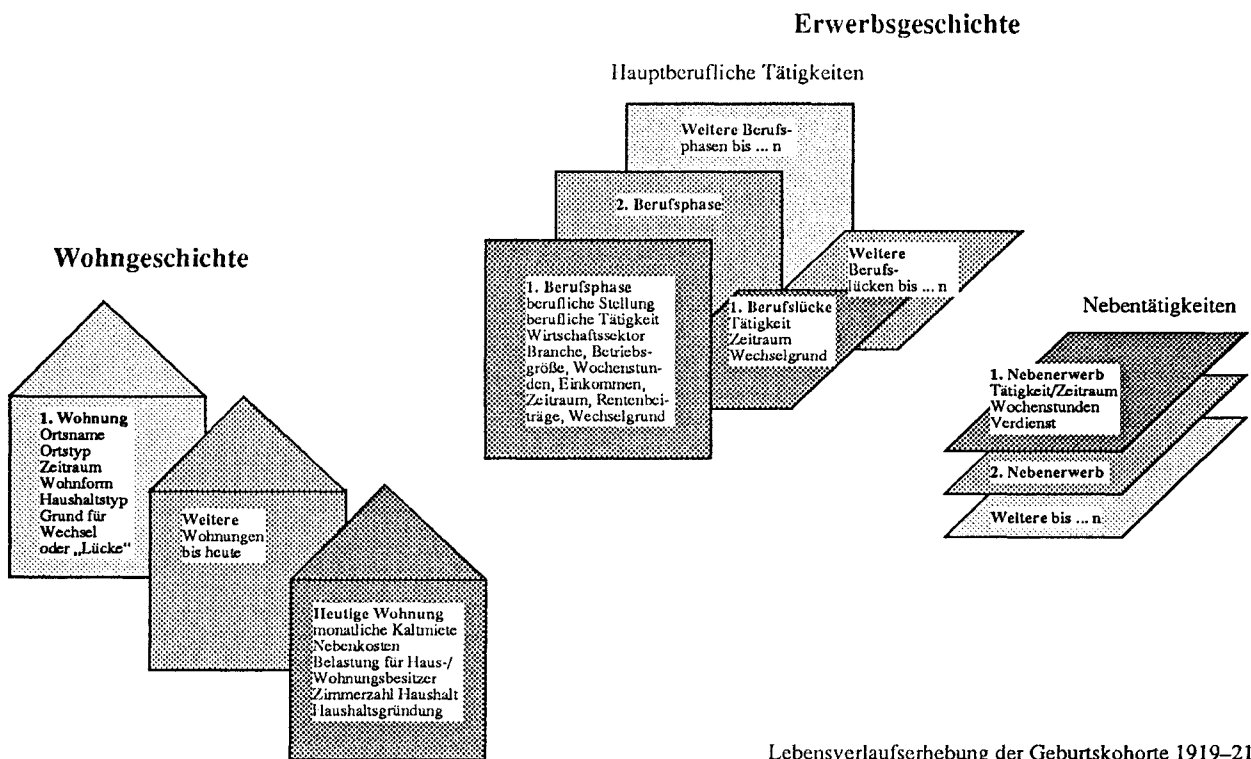 Erwerbsgeschichte
Hauptberufliche Tätigkeiten
Weitere Berufs-
phasen bis ... n
2. Berufsphase
1. Berufsphase
berufliche Stellung
berufliche Tätigkeit
Wirtschaftssektor
Branche, Betriebs-
größe, Wochenstun-
den, Einkommen,
Zeitraum, Rentenbei-
träge, Wechselgrund
Weitere
Berufs-
lücken bis ... n
1. Berufslücke
Tätigkeit
Zeitraum
Wechselgrund
Nebentätigkeiten
1. Nebenerwerb
Tätigkeit/Zeitraum
Wochenstunden
Verdienst
2. Nebenerwerb
Weitere bis ... n
Wohngeschichte
1. Wohnung
Ortsname
Ortstyp
Zeitraum
Wohnform
Haushaltstyp
Grund für
Wechsel
oder „Lücke“
Weitere
Wohnungen
bis heute
Heutige Wohnung
monatliche Kaltmiete
Nebenkosten
Belastung für Haus-/
Wohnungsbesitzer
Zimmerzahl Haushalt
Haushaltsgründung
Lebensverlaufserhebung der Geburtskohorte 1919–21